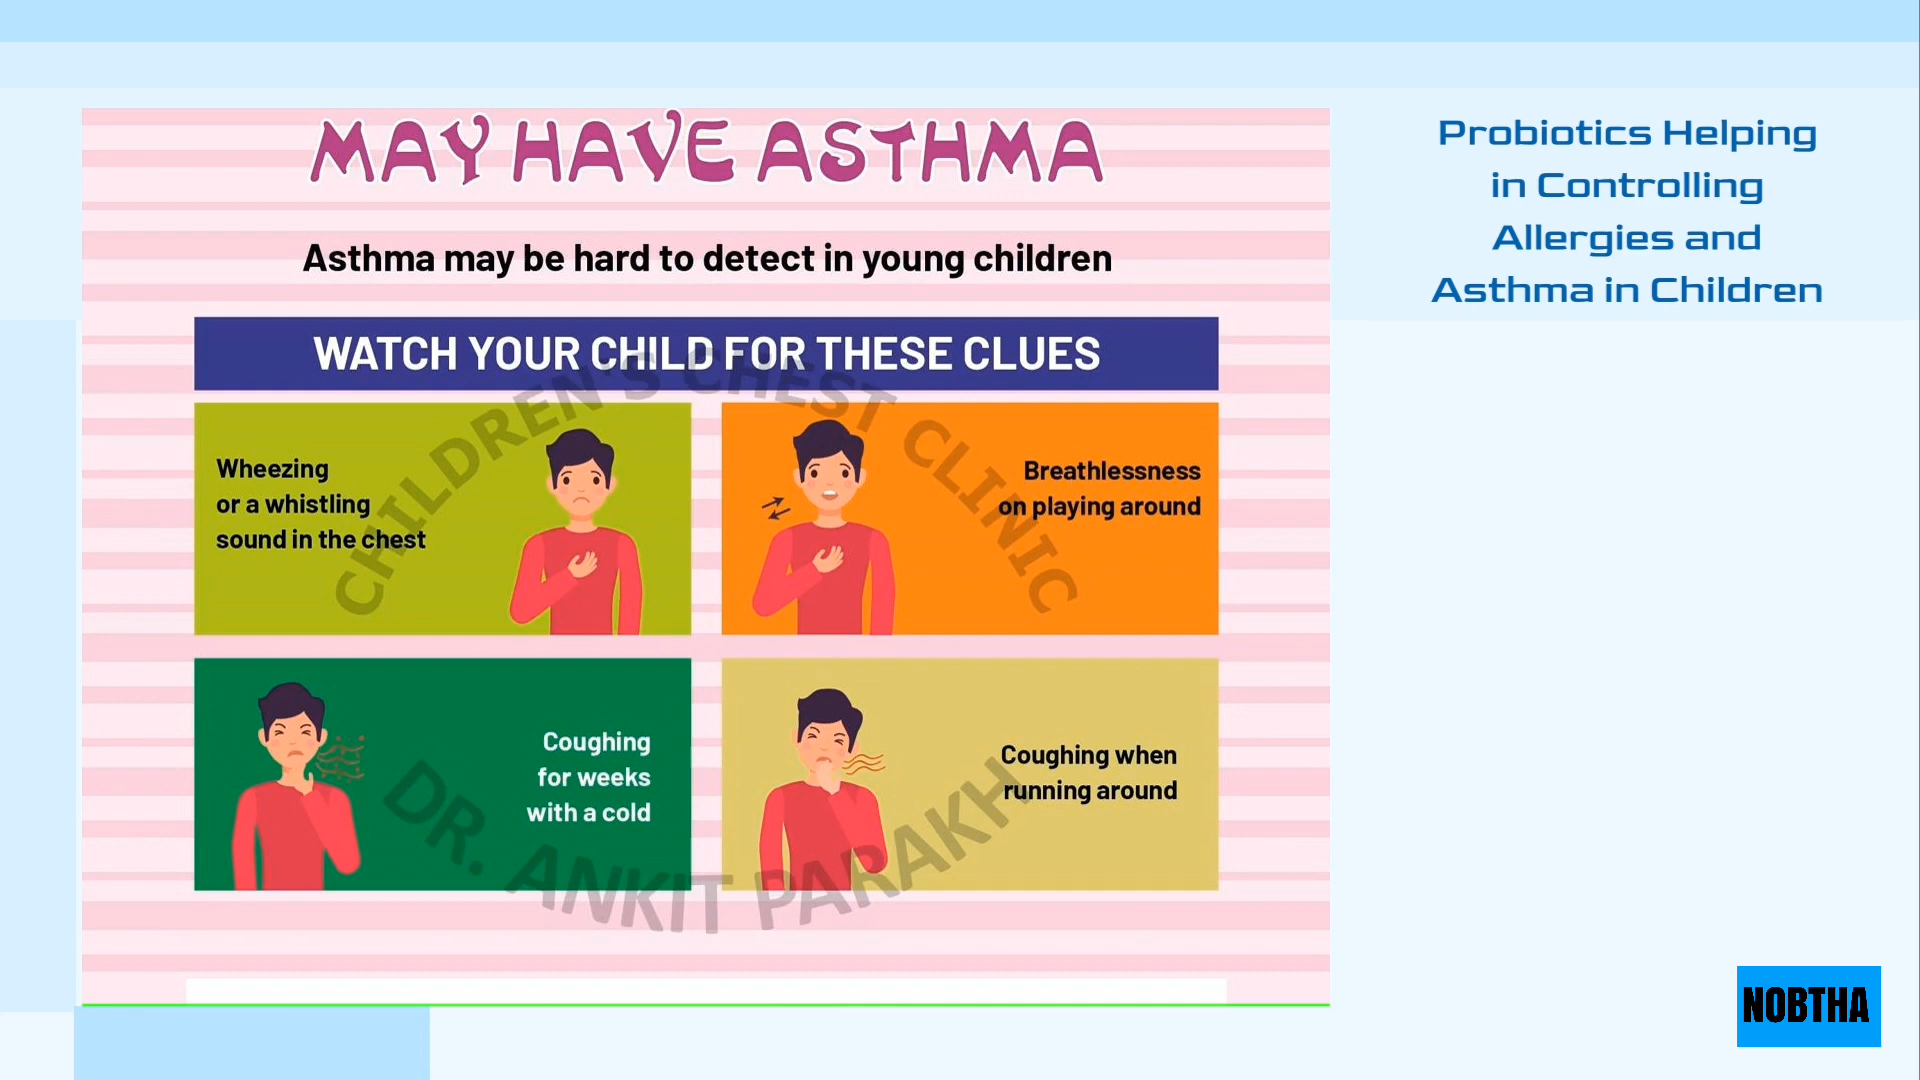 MAY HAVE ASTHMA
Asthma may be hard to detect in young children
WATCH YOUR CHILD FOR THESE CLUES
Wheezing
or a whistling
sound in the chest
Breathlessness
on playing around
Coughing
for weeks
with a cold
Coughing when
running around
CHILDREN'S CHEST CLINIC
DR. ANKIT PARAKH
Probiotics Helping
in Controlling
Allergies and
Asthma in Children
NOBTHA